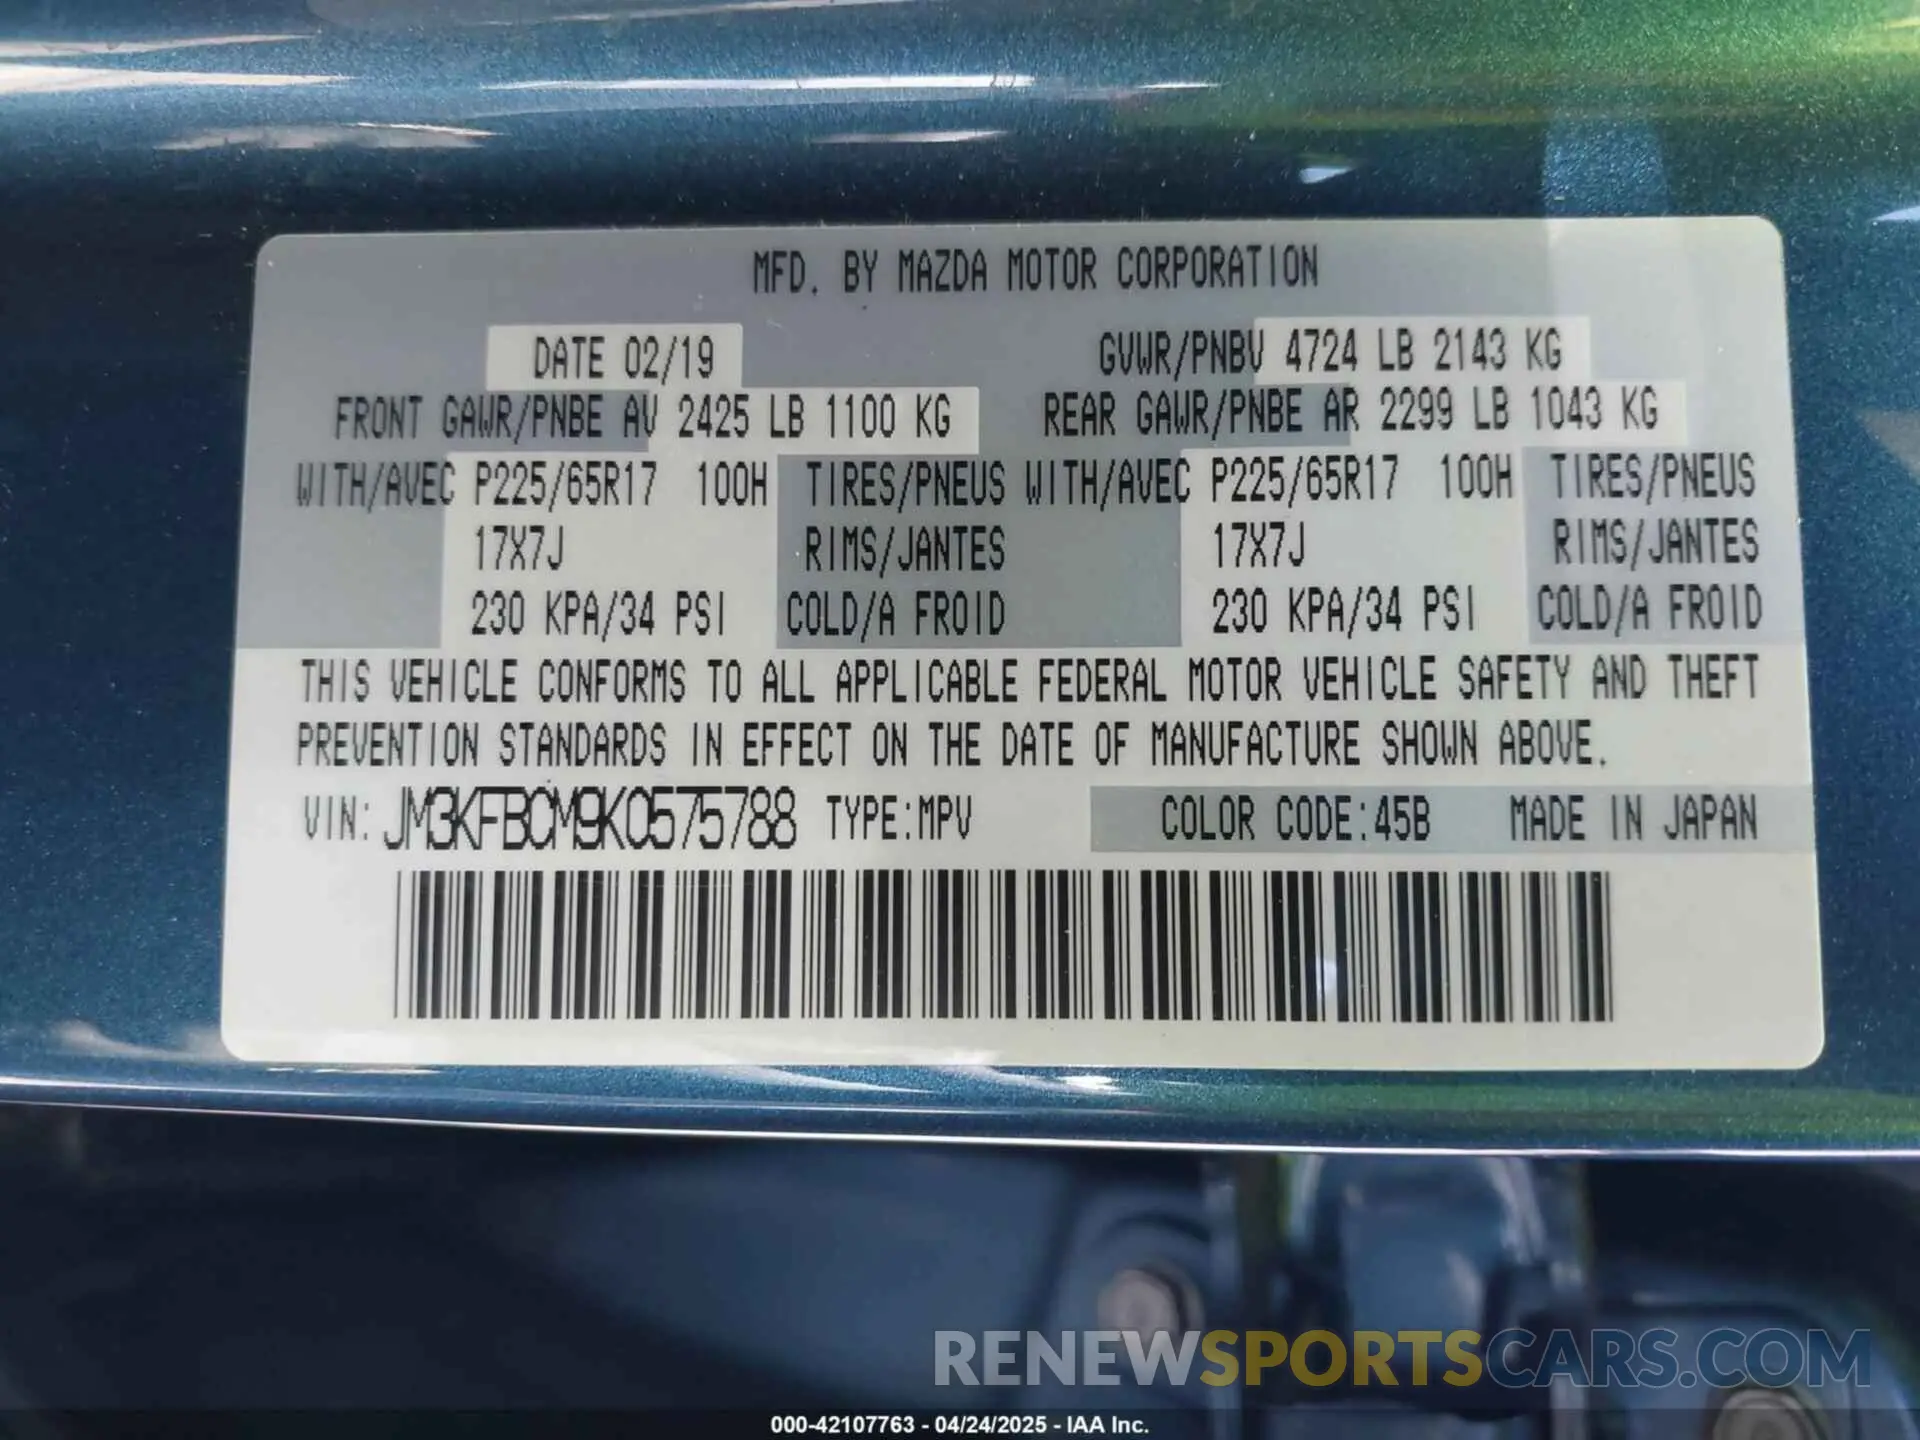 MFD. BY MAZDA MOTOR CORPORATION
DATE 02/19 GVWR/PNBV 4724 LB 2143 KG
FRONT GAWR/PNBE AV 2425 LB 1100 KG REAR GAWR/PNBE AR 2299 LB 1043 KG
WITH/AVEC P225/65R17 100H TIRES/PNEUS WITH/AVEC P225/65R17 100H TIRES/PNEUS
17X7J RIMS/JANTES 17X7J RIMS/JANTES
230 KPA/34 PSI COLD/A FROID 230 KPA/34 PSI COLD/A FROID
THIS VEHICLE CONFORMS TO ALL APPLICABLE FEDERAL MOTOR VEHICLE SAFETY AND THEFT
PREVENTION STANDARDS IN EFFECT ON THE DATE OF MANUFACTURE SHOWN ABOVE.
VIN: JM3KFBCM9K0575788 TYPE:MPV COLOR CODE:45B MADE IN JAPAN
RENEWSPORTSCARS.COM
000-42107763 - 04/24/2025 - IAA Inc.